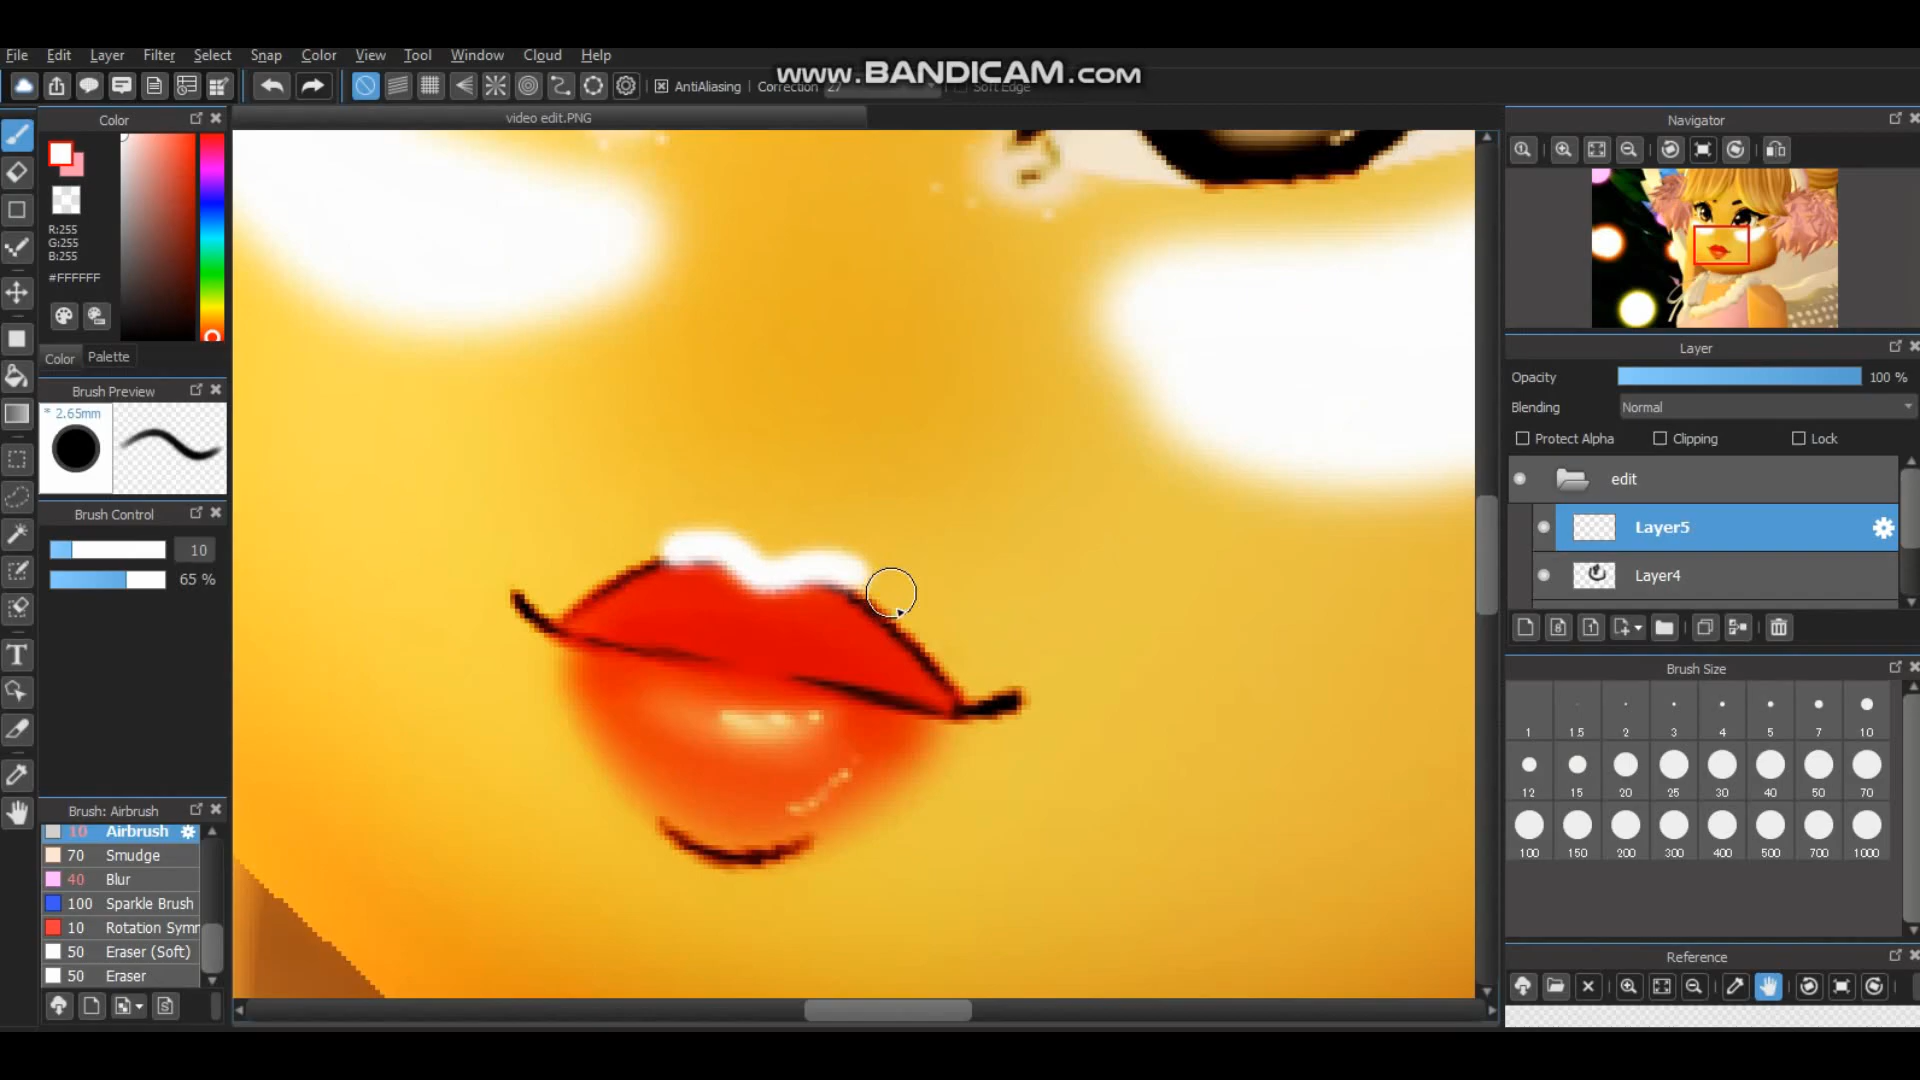 File Edit Layer Filter Select Snap Color View Tool Window Cloud Help
www.BANDICAM.com
AntiAliasing Correction 27 Soft Edge
Color
video edit.PNG
R:255
G:255
B:255
#FFFFFF
Color Palette
Brush Preview
* 2.65mm
Brush Control
10
65 %
Brush: Airbrush
10 Airbrush
70 Smudge
40 Blur
100 Sparkle Brush
10 Rotation Symm
50 Eraser (Soft)
50 Eraser
Navigator
Layer
Opacity 100 %
Blending Normal
Protect Alpha Clipping Lock
edit
Layer5
Layer4
Brush Size
1 1.5 2 3 4 5 7 10
12 15 20 25 30 40 50 70
100 150 200 300 400 500 700 1000
Reference